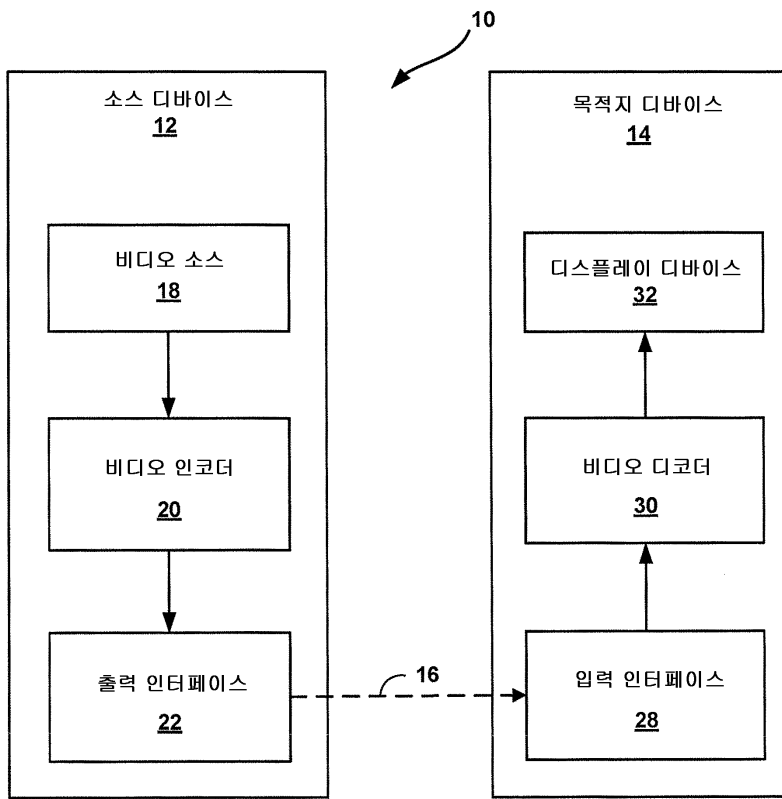 10
소스 디바이스
12
비디오 소스
18
비디오 인코더
20
출력 인터페이스
22
16
목적지 디바이스
14
디스플레이 디바이스
32
비디오 디코더
30
입력 인터페이스
28